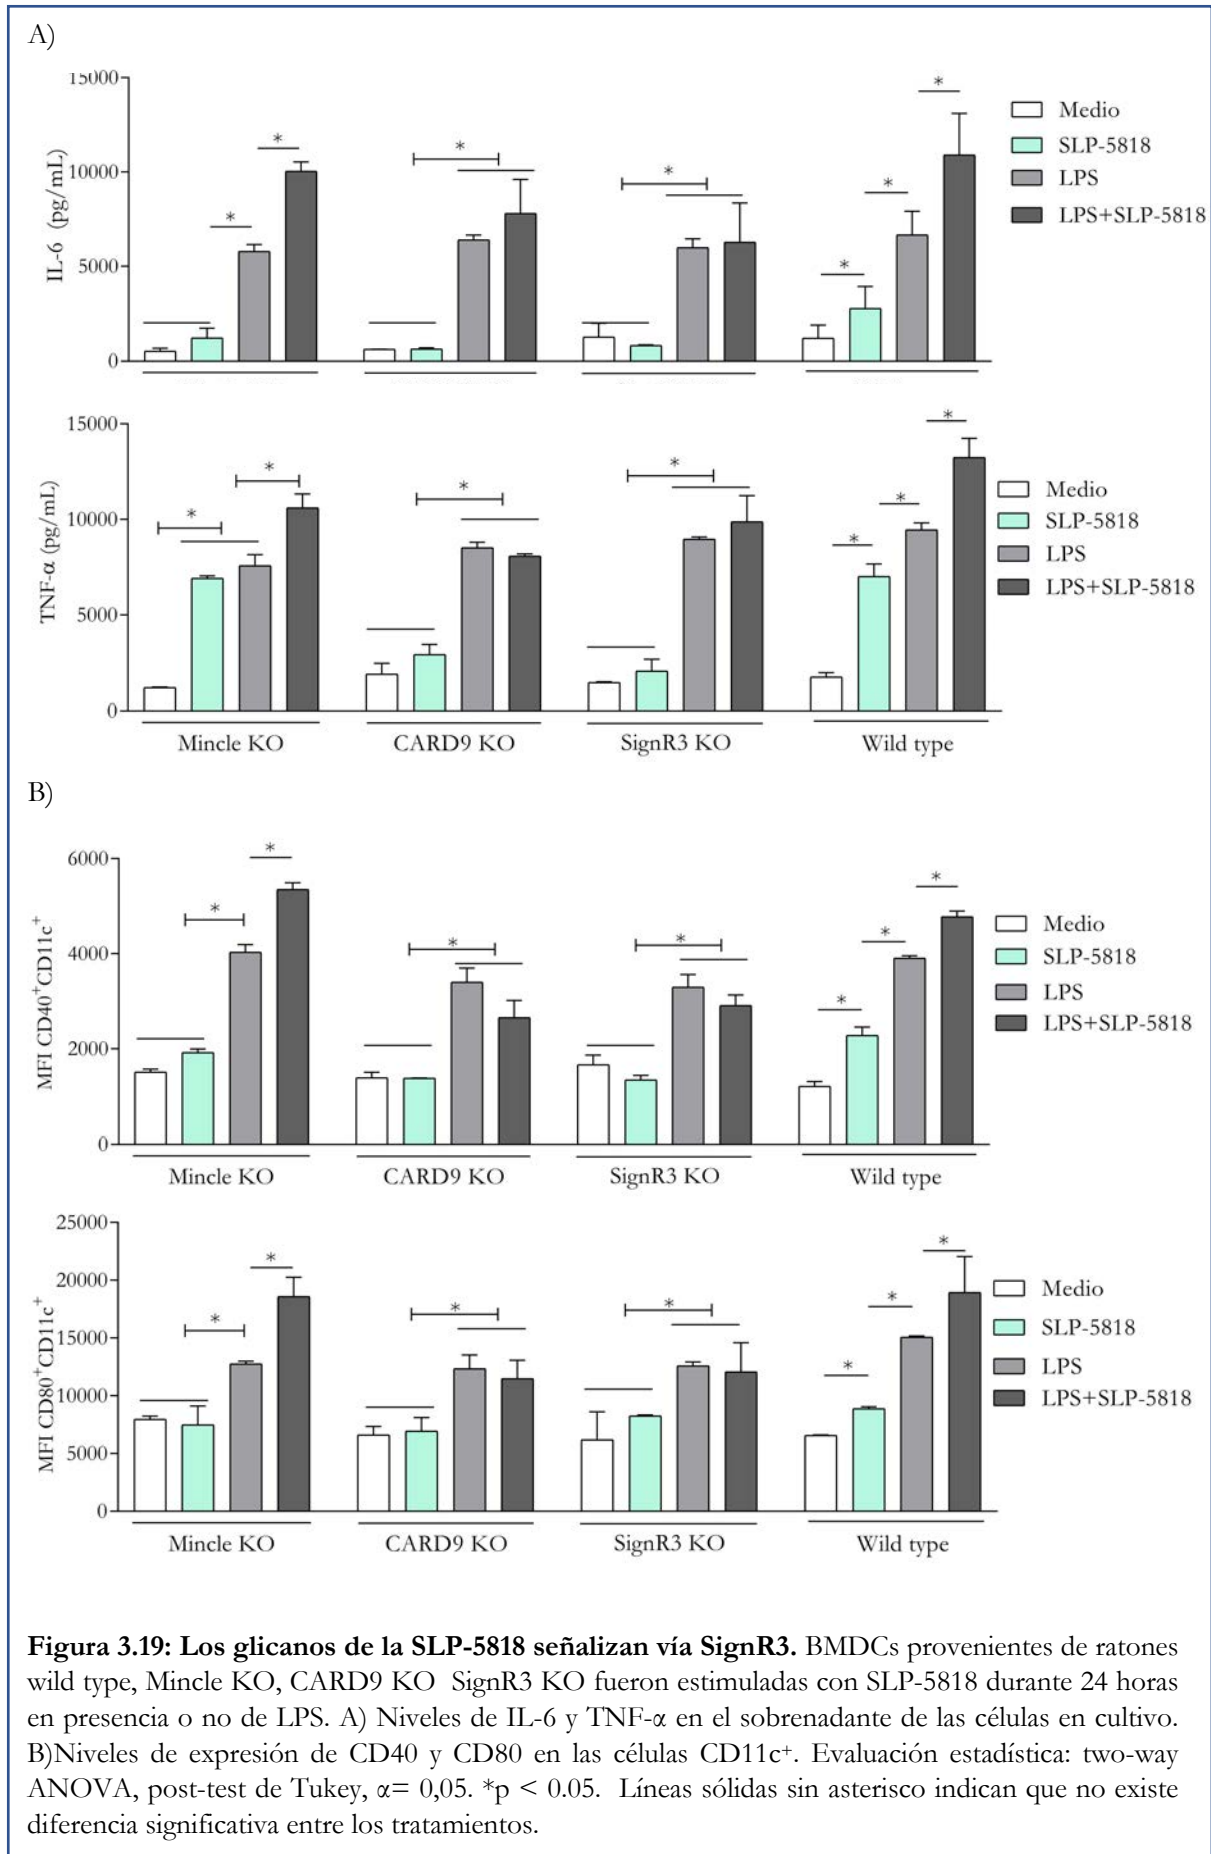 A)
15000
10000
5000
0
IL-6 (pg/mL)
* * * * * * *
Medio
SLP-5818
LPS
LPS+SLP-5818
15000
10000
5000
0
TNF-α (pg/mL)
* * * * * * *
Medio
SLP-5818
LPS
LPS+SLP-5818
Mincle KO CARD9 KO SignR3 KO Wild type
B)
6000
4000
2000
0
MFI CD40⁺CD11c⁺
* * * * * * *
Medio
SLP-5818
LPS
LPS+SLP-5818
Mincle KO CARD9 KO SignR3 KO Wild type
25000
20000
15000
10000
5000
0
MFI CD80⁺CD11c⁺
* * * * * * *
Medio
SLP-5818
LPS
LPS+SLP-5818
Mincle KO CARD9 KO SignR3 KO Wild type
Figura 3.19: Los glicanos de la SLP-5818 señalizan vía SignR3. BMDCs provenientes de ratones
wild type, Mincle KO, CARD9 KO SignR3 KO fueron estimuladas con SLP-5818 durante 24 horas
en presencia o no de LPS. A) Niveles de IL-6 y TNF-α en el sobrenadante de las células en cultivo.
B)Niveles de expresión de CD40 y CD80 en las células CD11c⁺. Evaluación estadística: two-way
ANOVA, post-test de Tukey, α= 0,05. *p < 0.05. Líneas sólidas sin asterisco indican que no existe
diferencia significativa entre los tratamientos.